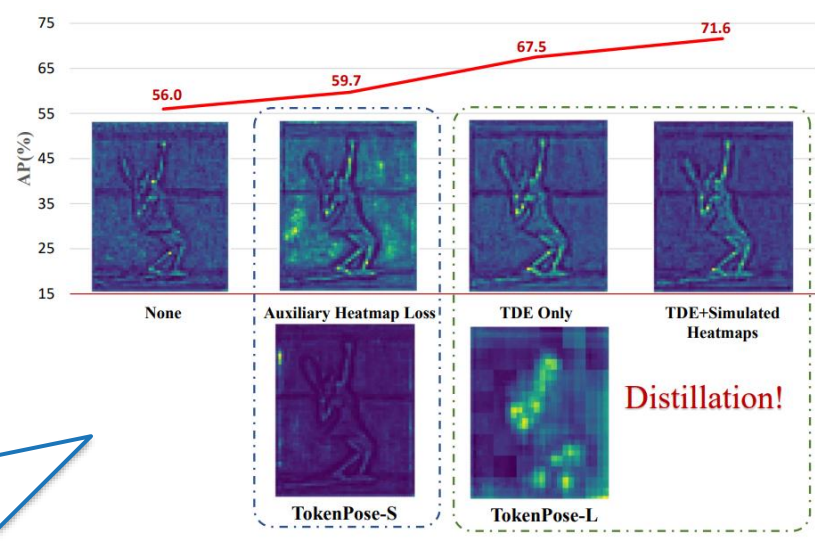 75
65
55
45
35
25
15
AP(%)
56.0
59.7
67.5
71.6
None
Auxiliary Heatmap Loss
TDE Only
TDE+Simulated
Heatmaps
Distillation!
TokenPose-S
TokenPose-L